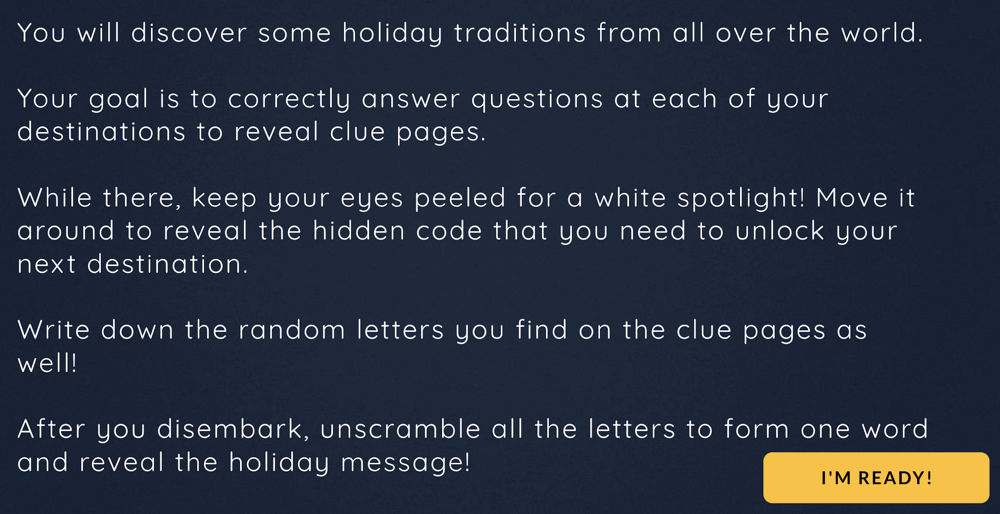 You will discover some holiday traditions from all over the world.
Your goal is to correctly answer questions at each of your
destinations to reveal clue pages.
While there, keep your eyes peeled for a white spotlight! Move it
around to reveal the hidden code that you need to unlock your
next destination.
Write down the random letters you find on the clue pages as
well!
After you disembark, unscramble all the letters to form one word
and reveal the holiday message!
I'M READY!